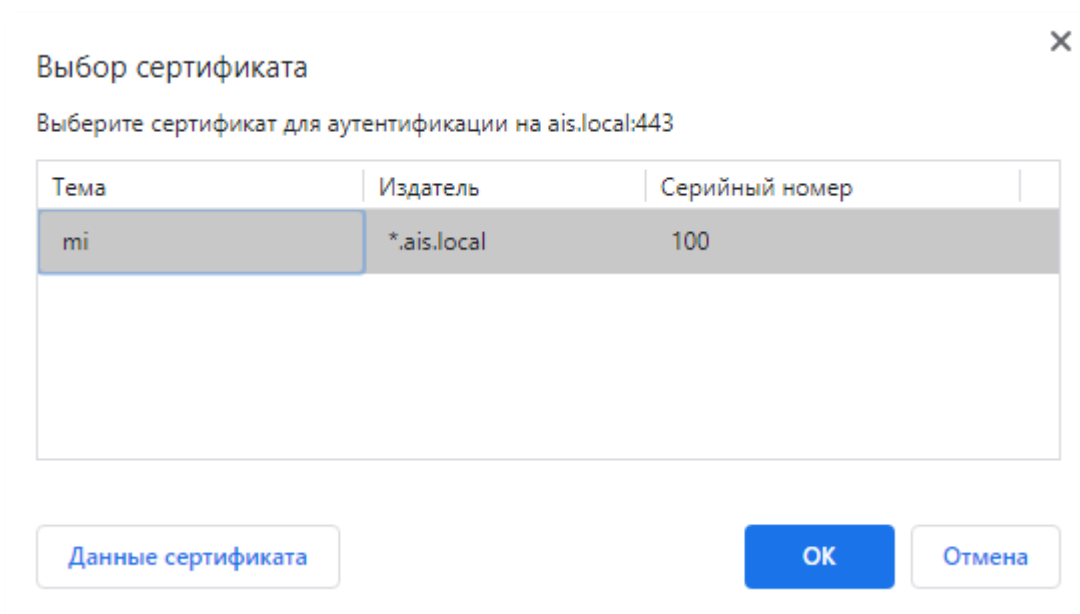 Выбор сертификата
Выберите сертификат для аутентификации на ais.local:443
Тема Издатель Серийный номер
mi *.ais.local 100
Данные сертификата ОК Отмена